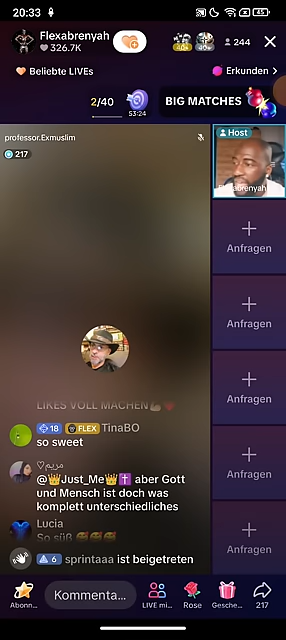 20:33
45
Flexabrenyah
326.7K
244
Beliebte LIVEs
Erkunden
2/40
53:24
BIG MATCHES
professor.Exmuslim
217
Host
Anfragen
Anfragen
Anfragen
Anfragen
Anfragen
LIKES VOLL MACHEN
18 FLEX TinaBO
so sweet
♡مريم
@👑Just_Me👑✝️ aber Gott
und Mensch ist doch was
komplett unterschiedliches
Lucia
So süß 🥰🥰🥰
6 sprintaaa ist beigetreten
Kommenta...
Abonn...
LIVE mi...
Rose
Gesche...
217